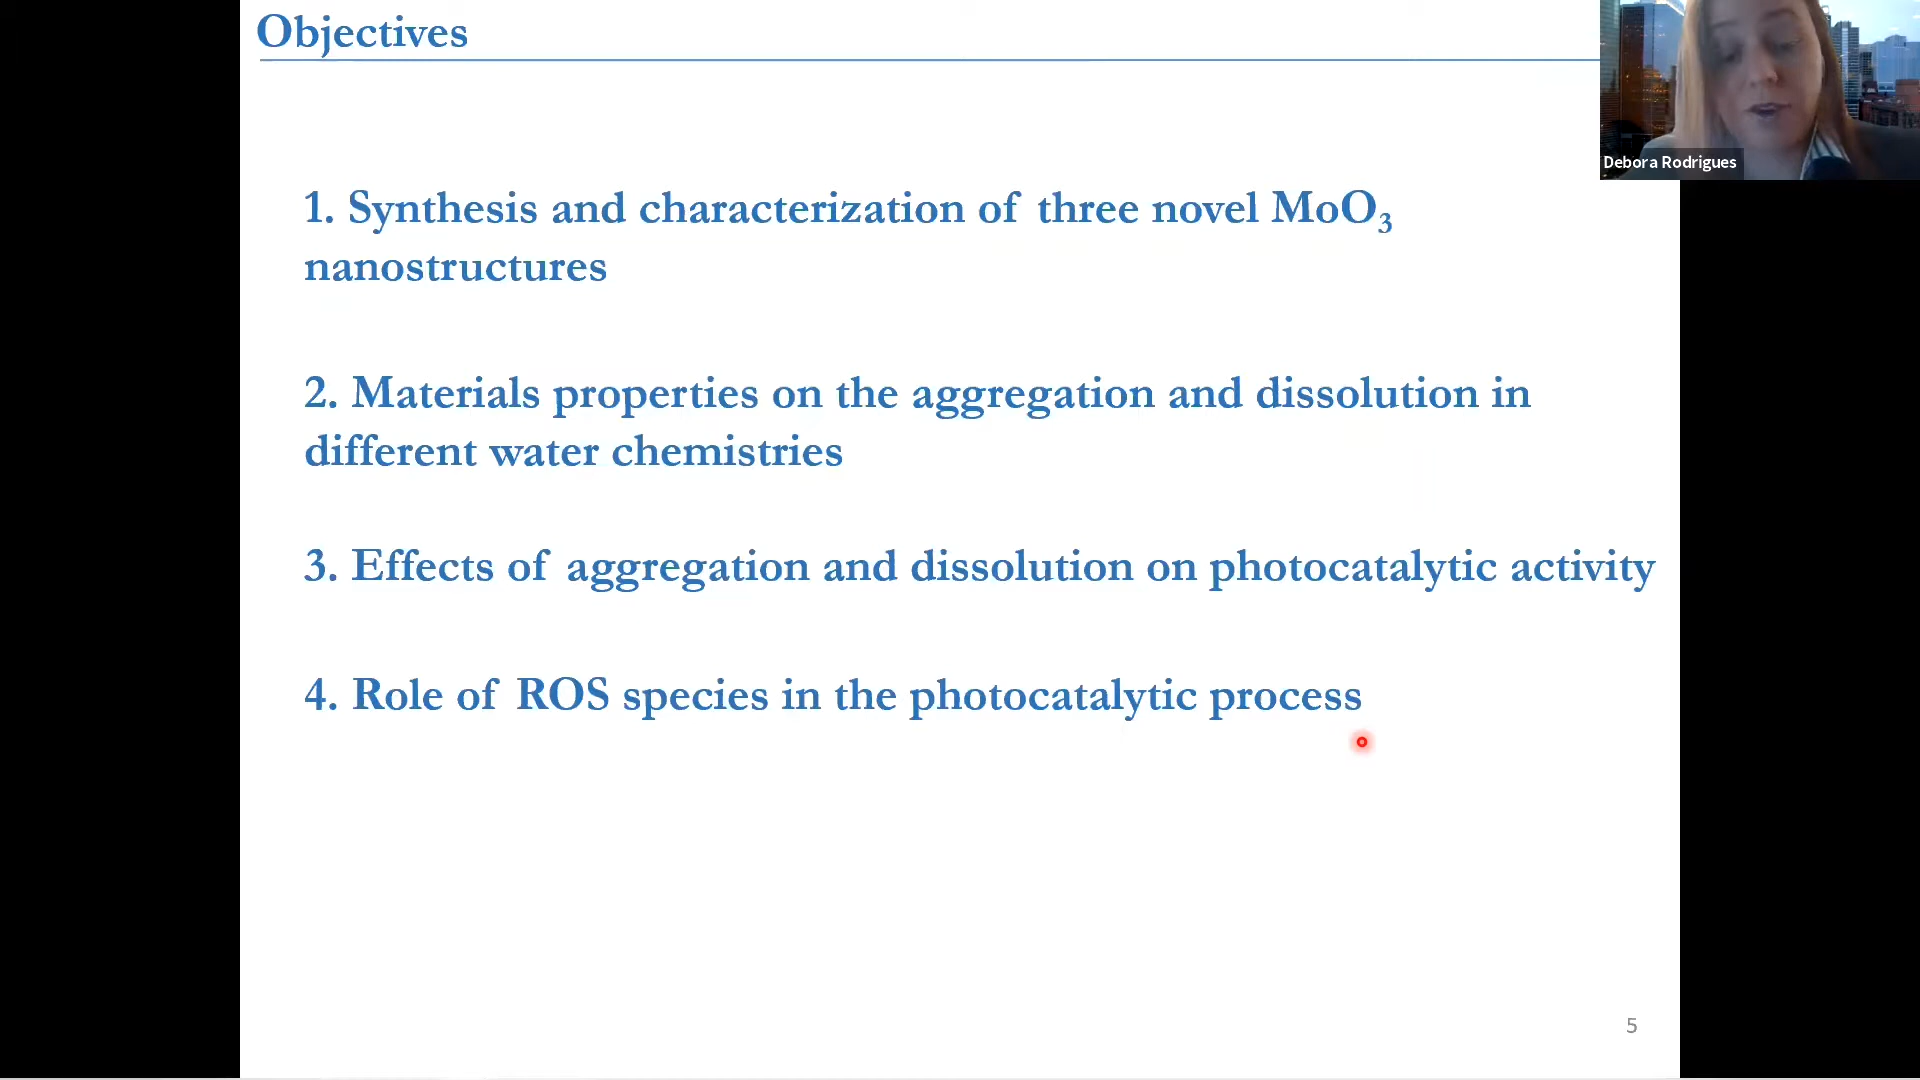 Objectives
Debora Rodrigues
1. Synthesis and characterization of three novel MoO₃
nanostructures
2. Materials properties on the aggregation and dissolution in
different water chemistries
3. Effects of aggregation and dissolution on photocatalytic activity
4. Role of ROS species in the photocatalytic process
5